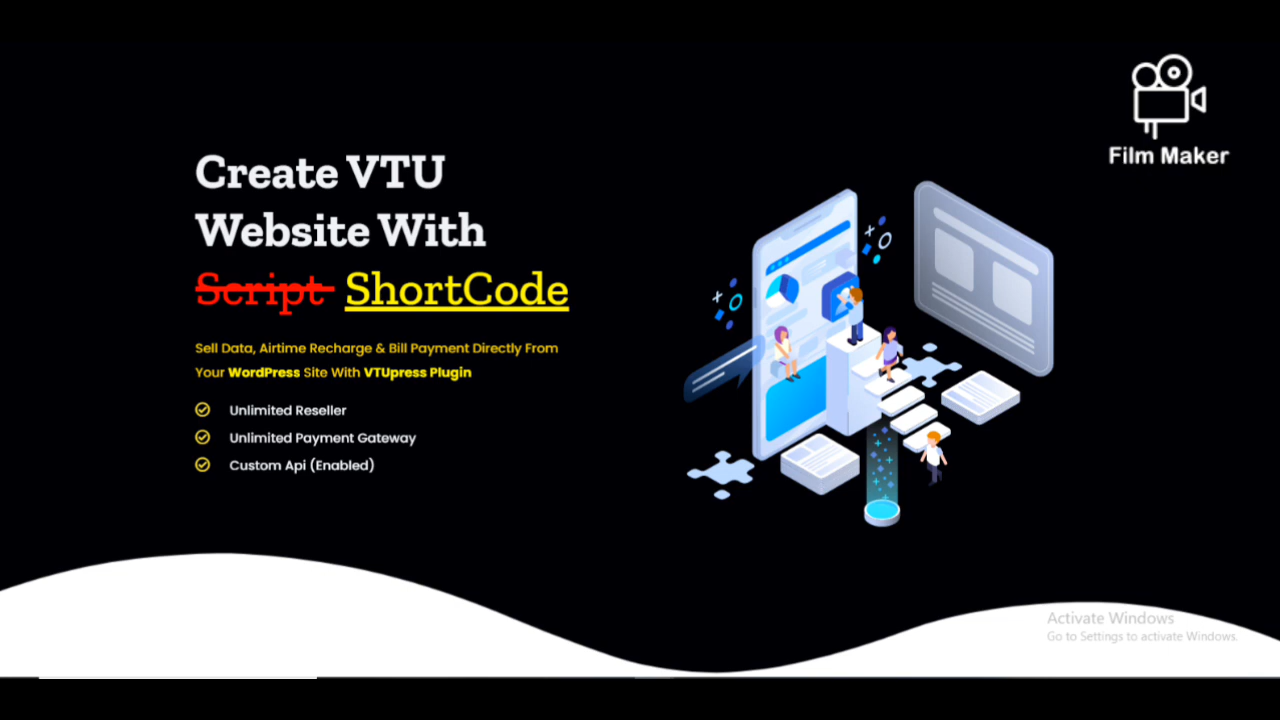 Film Maker
Create VTU
Website With
Script ShortCode
Sell Data, Airtime Recharge & Bill Payment Directly From
Your WordPress Site With VTUpress Plugin
Unlimited Reseller
Unlimited Payment Gateway
Custom Api (Enabled)
Activate Windows
Go to Settings to activate Windows.